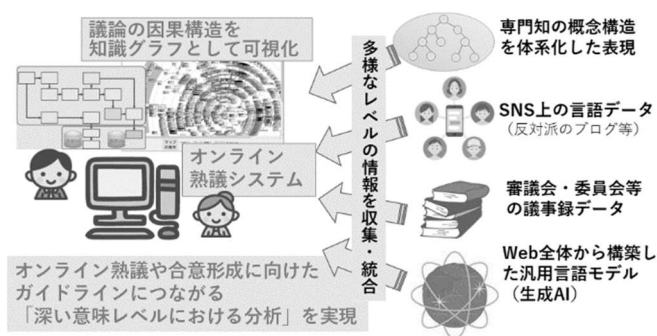 議論の因果構造を
知識グラフとして可視化
オンライン
熟議システム
オンライン熟議や合意形成に向けた
ガイドラインにつながる
「深い意味レベルにおける分析」を実現
多様なレベルの情報を収集・統合
専門知の概念構造
を体系化した表現
SNS上の言語データ
（反対派のブログ等）
審議会・委員会等
の議事録データ
Web全体から構築し
た汎用言語モデル
（生成AI）